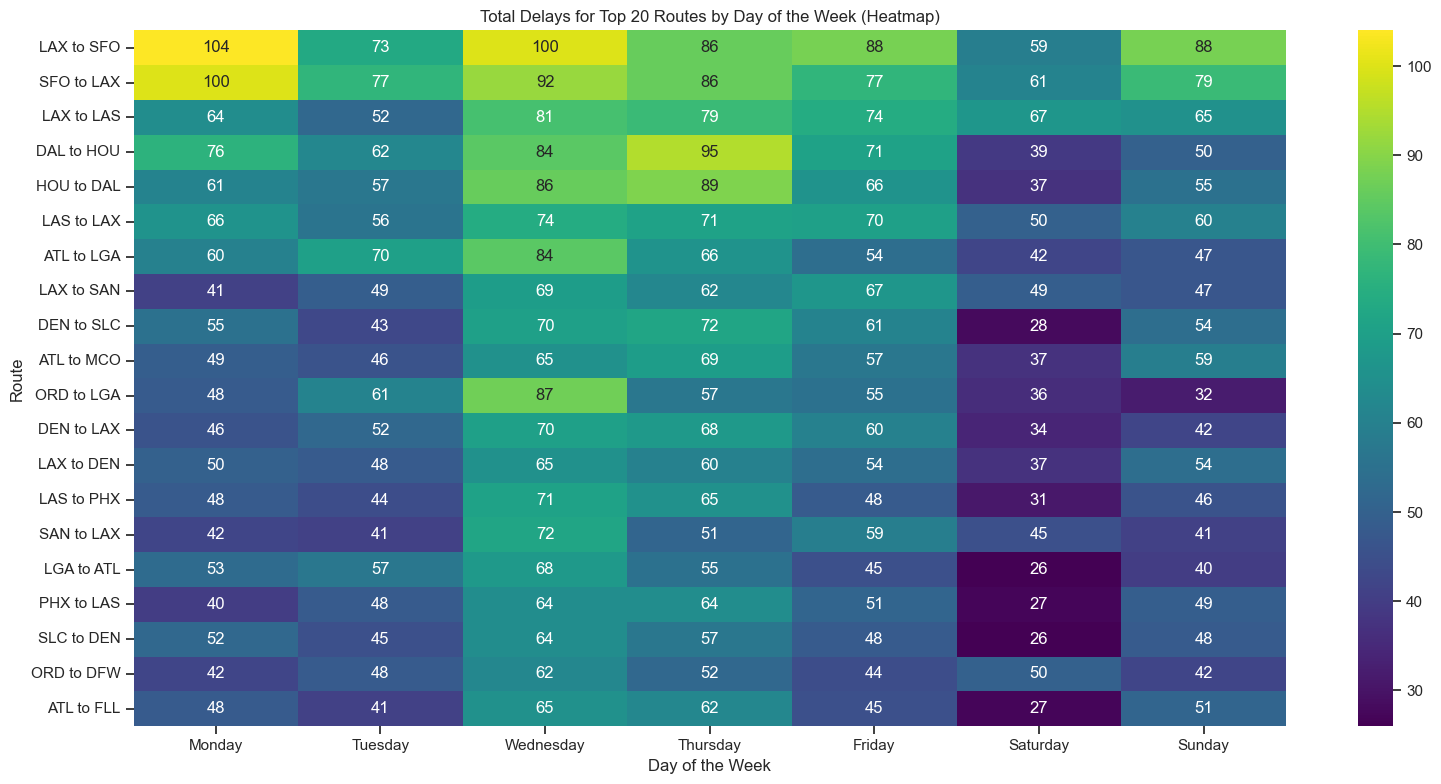 Total Delays for Top 20 Routes by Day of the Week (Heatmap)
LAX to SFO 104 73 100 86 88 59 88
SFO to LAX 100 77 92 86 77 61 79
LAX to LAS 64 52 81 79 74 67 65
DAL to HOU 76 62 84 95 71 39 50
HOU to DAL 61 57 86 89 66 37 55
LAS to LAX 66 56 74 71 70 50 60
ATL to LGA 60 70 84 66 54 42 47
LAX to SAN 41 49 69 62 67 49 47
DEN to SLC 55 43 70 72 61 28 54
ATL to MCO 49 46 65 69 57 37 59
ORD to LGA 48 61 87 57 55 36 32
DEN to LAX 46 52 70 68 60 34 42
LAX to DEN 50 48 65 60 54 37 54
LAS to PHX 48 44 71 65 48 31 46
SAN to LAX 42 41 72 51 59 45 41
LGA to ATL 53 57 68 55 45 26 40
PHX to LAS 40 48 64 64 51 27 49
SLC to DEN 52 45 64 57 48 26 48
ORD to DFW 42 48 62 52 44 50 42
ATL to FLL 48 41 65 62 45 27 51
Monday Tuesday Wednesday Thursday Friday Saturday Sunday
Day of the Week
Route
100
90
80
70
60
50
40
30